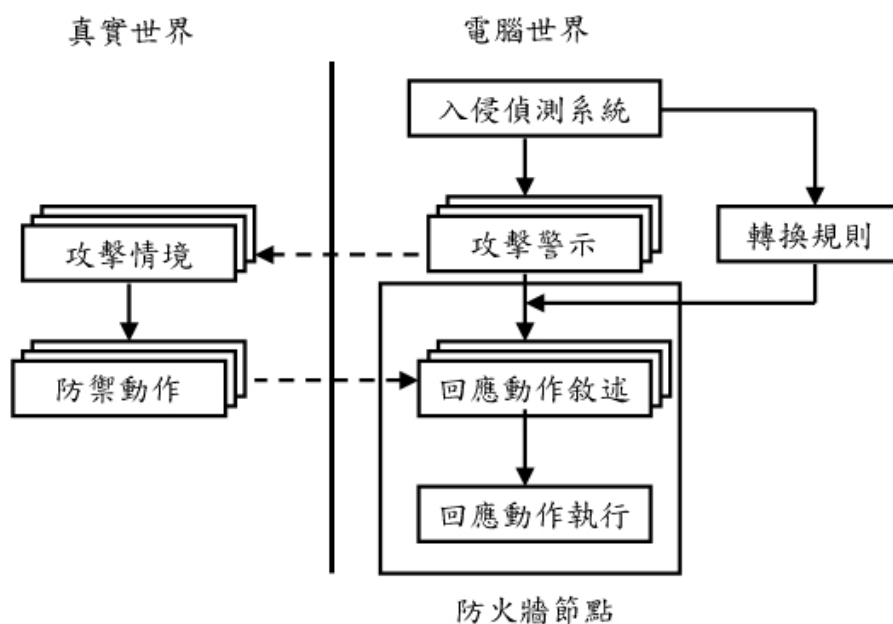 真實世界
電腦世界
入侵偵測系統
攻擊情境
攻擊警示
轉換規則
防禦動作
回應動作敘述
回應動作執行
防火牆節點